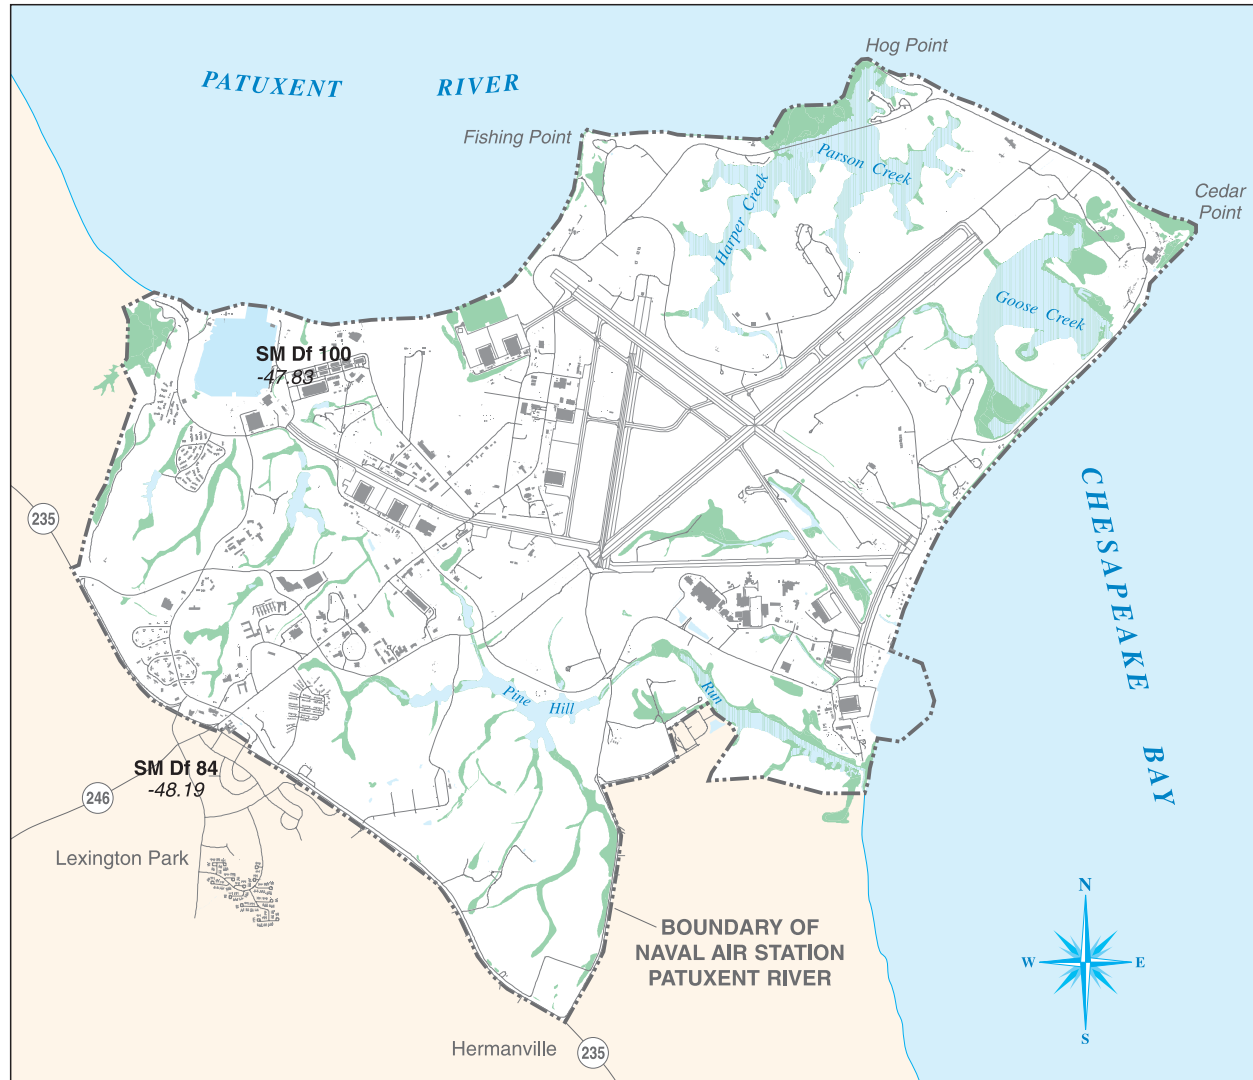 Hog Point
PATUXENT RIVER
Fishing Point
Parson Creek
Harper Creek
Cedar
Point
Goose Creek
SM Df 100
-47.83
235
CHESAPEAKE BAY
Pine Hill Run
SM Df 84
-48.19
246
Lexington Park
BOUNDARY OF
NAVAL AIR STATION
PATUXENT RIVER
N
W E
S
Hermanville
235